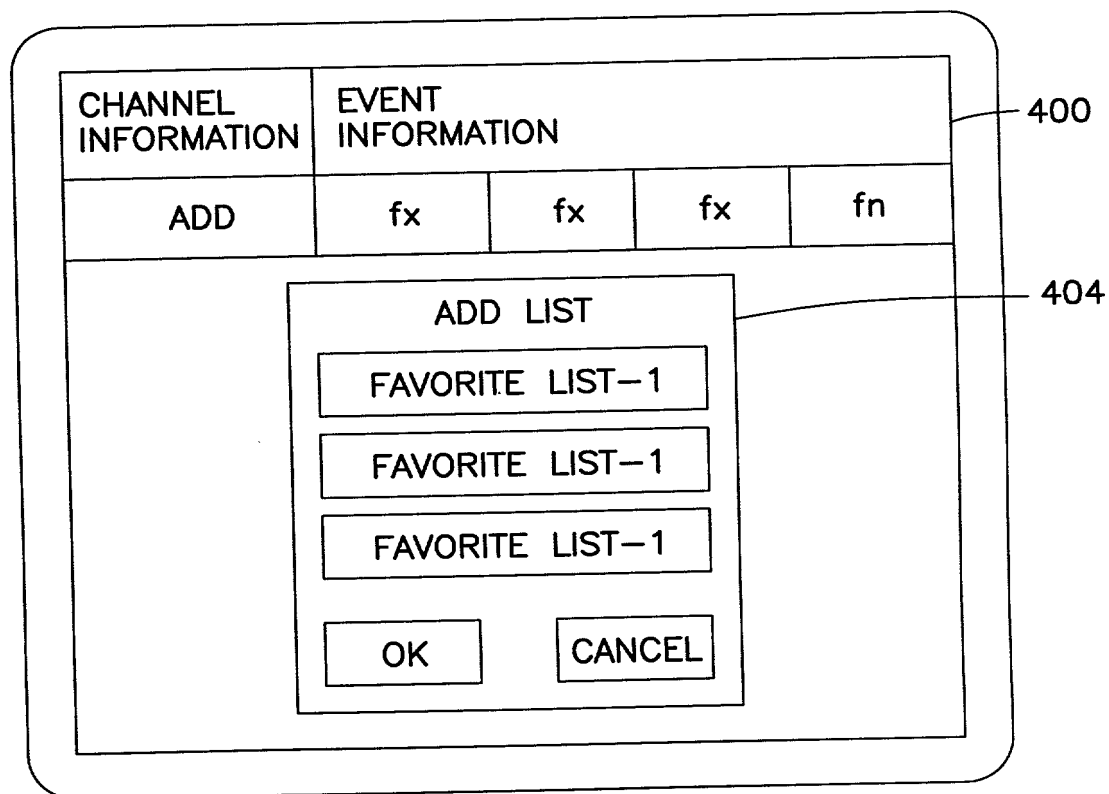 CHANNEL
INFORMATION
EVENT
INFORMATION
400
ADD fx fx fx fn
404
ADD LIST
FAVORITE LIST-1
FAVORITE LIST-1
FAVORITE LIST-1
OK CANCEL